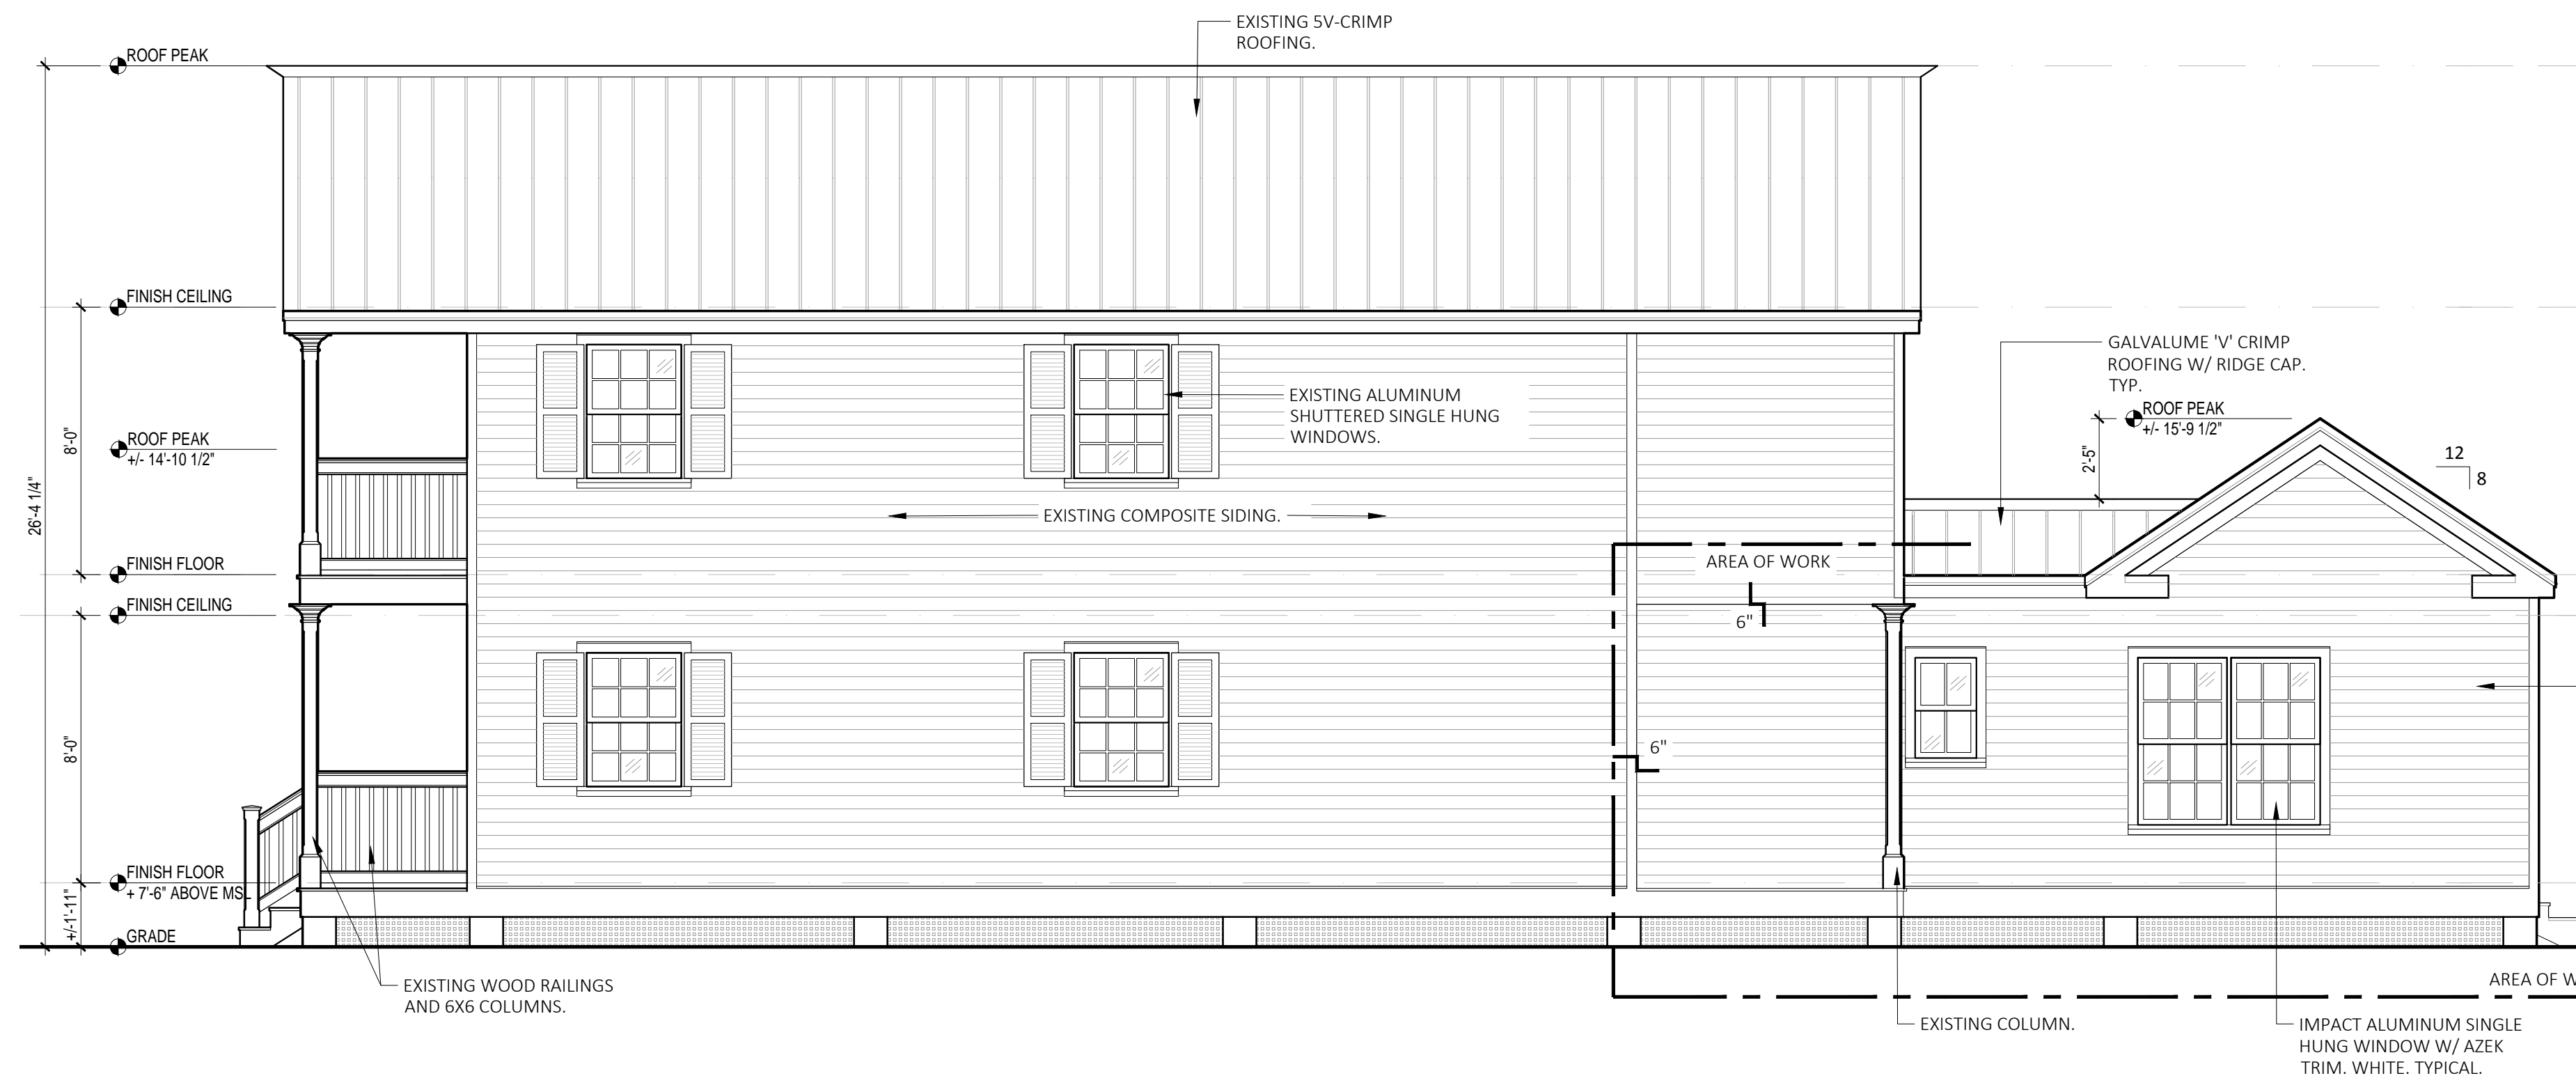 EXISTING 5V-CRIMP
ROOFING.
ROOF PEAK
FINISH CEILING
8'-0"
ROOF PEAK
+/- 14'-10 1/2"
26'-4 1/4"
FINISH FLOOR
FINISH CEILING
8'-0"
FINISH FLOOR
+ 7'-6" ABOVE MSL
+/-1'-11"
GRADE
EXISTING ALUMINUM
SHUTTERED SINGLE HUNG
WINDOWS.
EXISTING COMPOSITE SIDING.
GALVALUME 'V' CRIMP
ROOFING W/ RIDGE CAP.
TYP.
ROOF PEAK
+/- 15'-9 1/2"
2'-5"
12
8
AREA OF WORK
6"
6"
EXISTING WOOD RAILINGS
AND 6X6 COLUMNS.
AREA OF W
EXISTING COLUMN.
IMPACT ALUMINUM SINGLE
HUNG WINDOW W/ AZEK
TRIM. WHITE. TYPICAL.